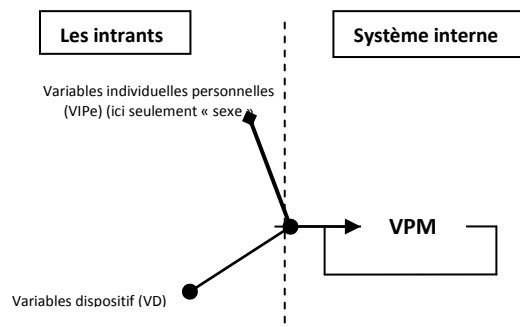 Les intrants
Système interne
Variables individuelles personnelles
(VIPe) (ici seulement « sexe »
VPM
Variables dispositif (VD)